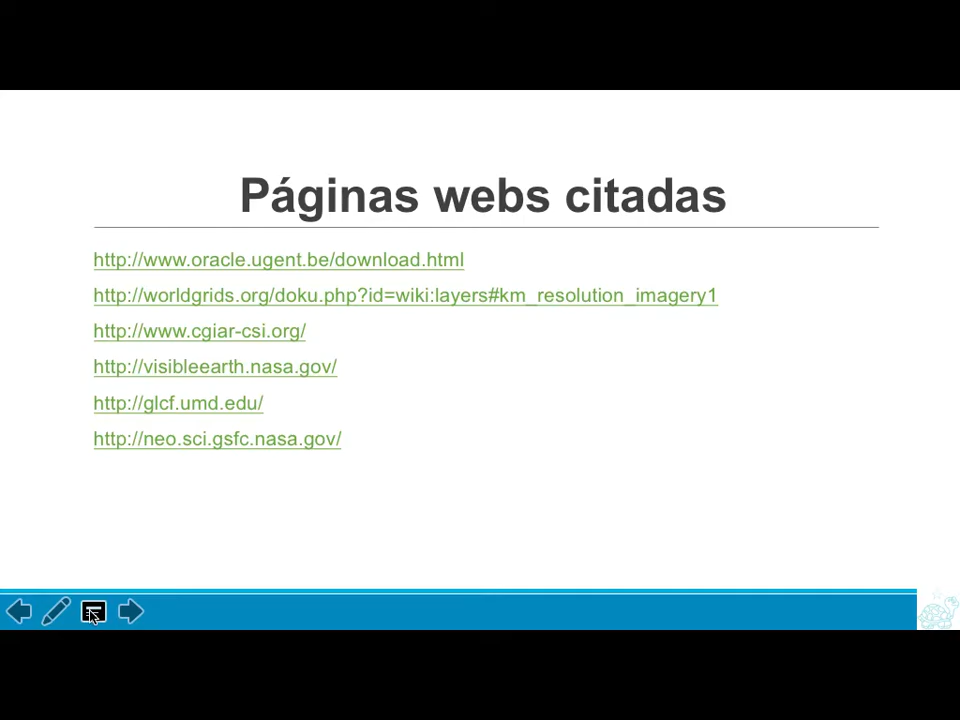 Páginas webs citadas
http://www.oracle.ugent.be/download.html
http://worldgrids.org/doku.php?id=wiki:layers#km_resolution_imagery1
http://www.cgiar-csi.org/
http://visibleearth.nasa.gov/
http://glcf.umd.edu/
http://neo.sci.gsfc.nasa.gov/